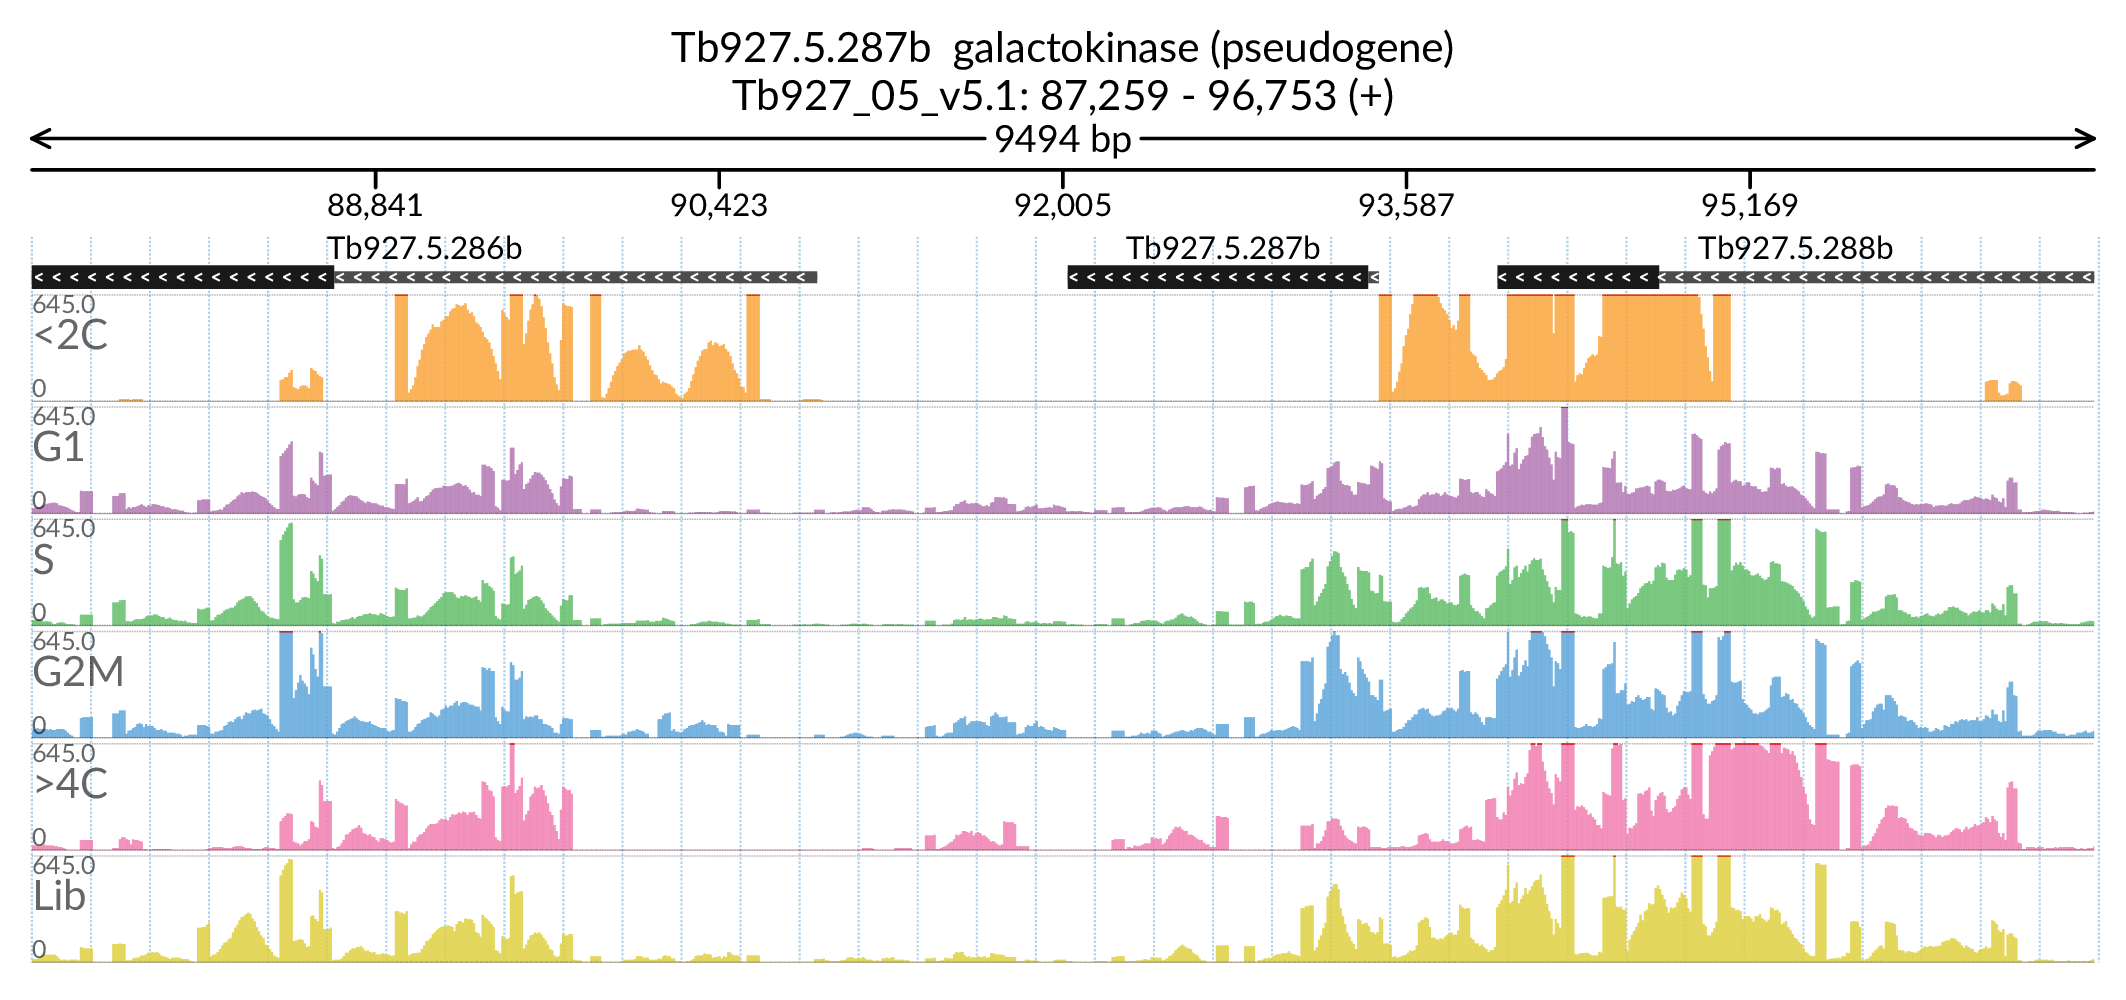 Tb927.5.287b galactokinase (pseudogene)
Tb927_05_v5.1: 87,259 - 96,753 (+)
9494 bp
88,841 90,423 92,005 93,587 95,169
Tb927.5.286b Tb927.5.287b Tb927.5.288b
645.0
<2C
0
645.0
G1
0
645.0
S
0
645.0
G2M
0
645.0
>4C
0
645.0
Lib
0